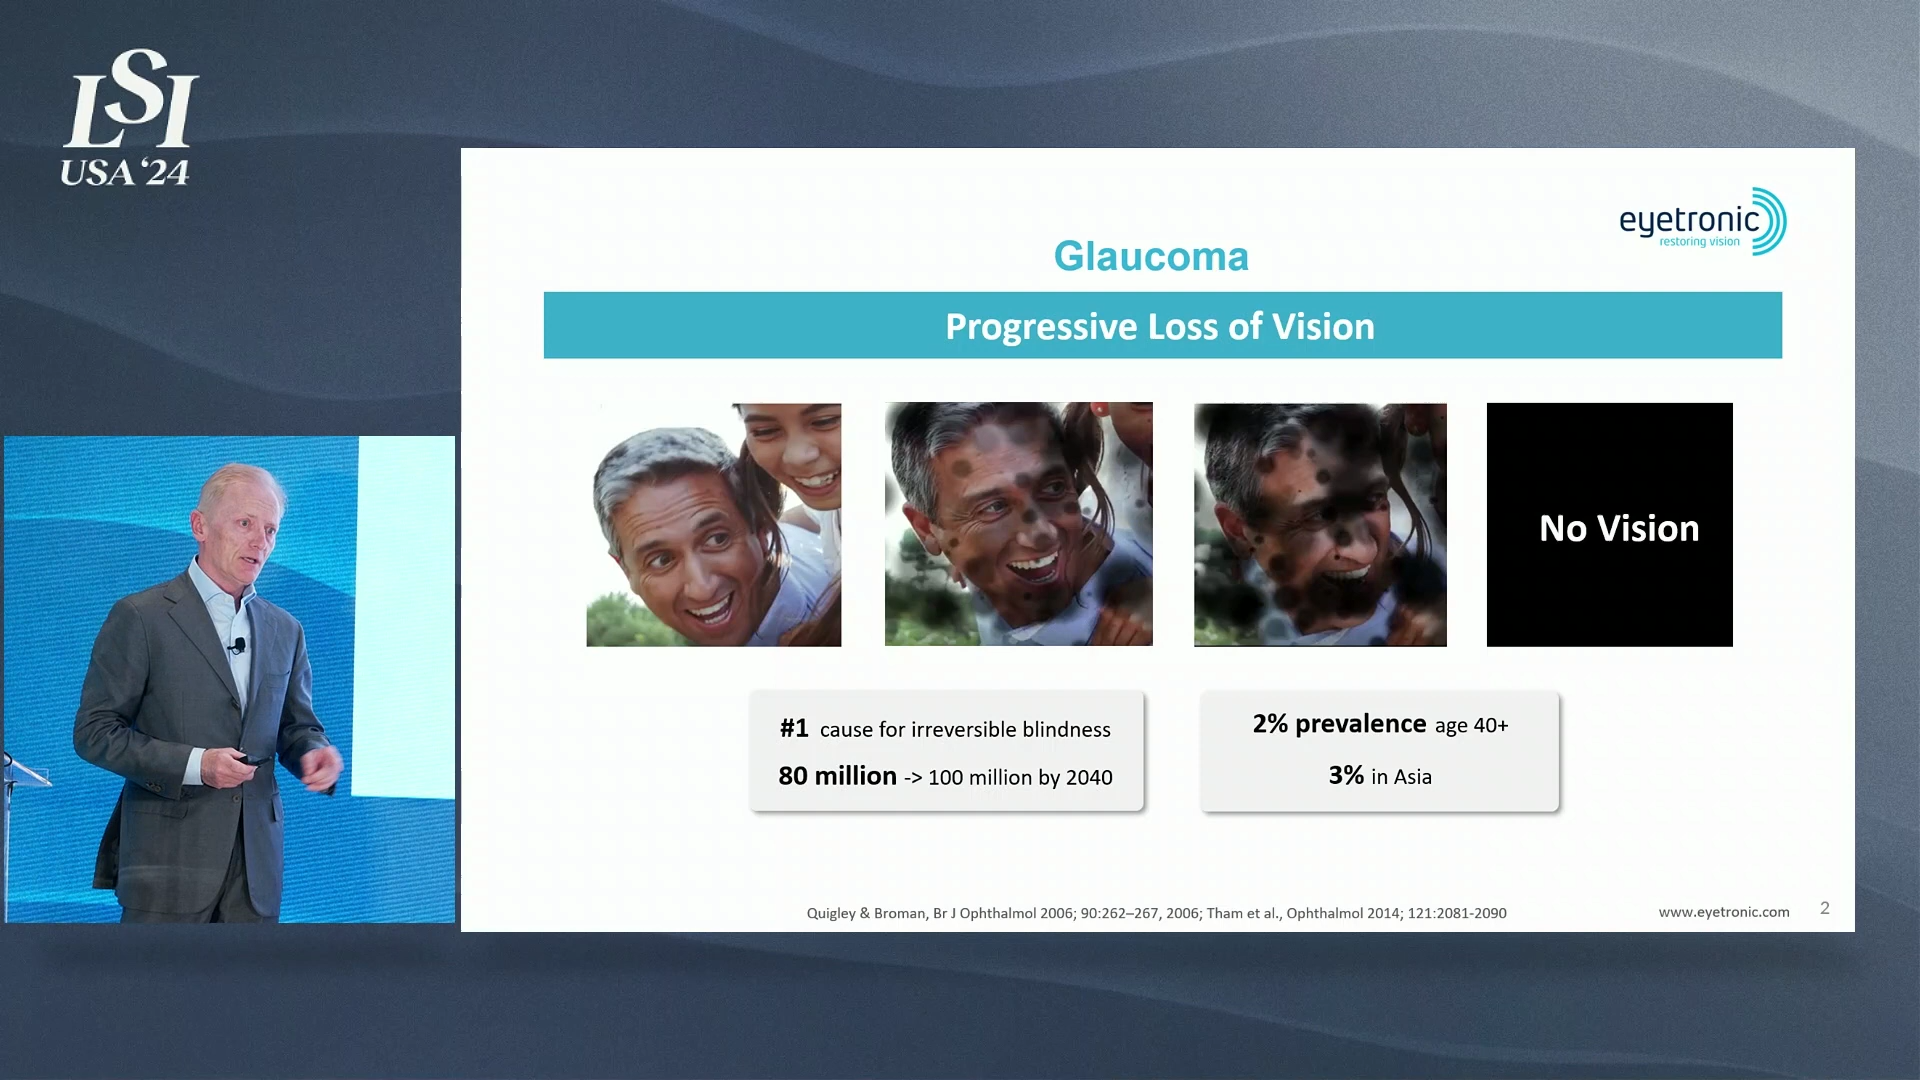 LSI
USA '24
eyetronic
restoring vision
Glaucoma
Progressive Loss of Vision
No Vision
#1 cause for irreversible blindness
80 million -> 100 million by 2040
2% prevalence age 40+
3% in Asia
Quigley & Broman, Br J Ophthalmol 2006; 90:262–267, 2006; Tham et al., Ophthalmol 2014; 121:2081-2090
www.eyetronic.com
2